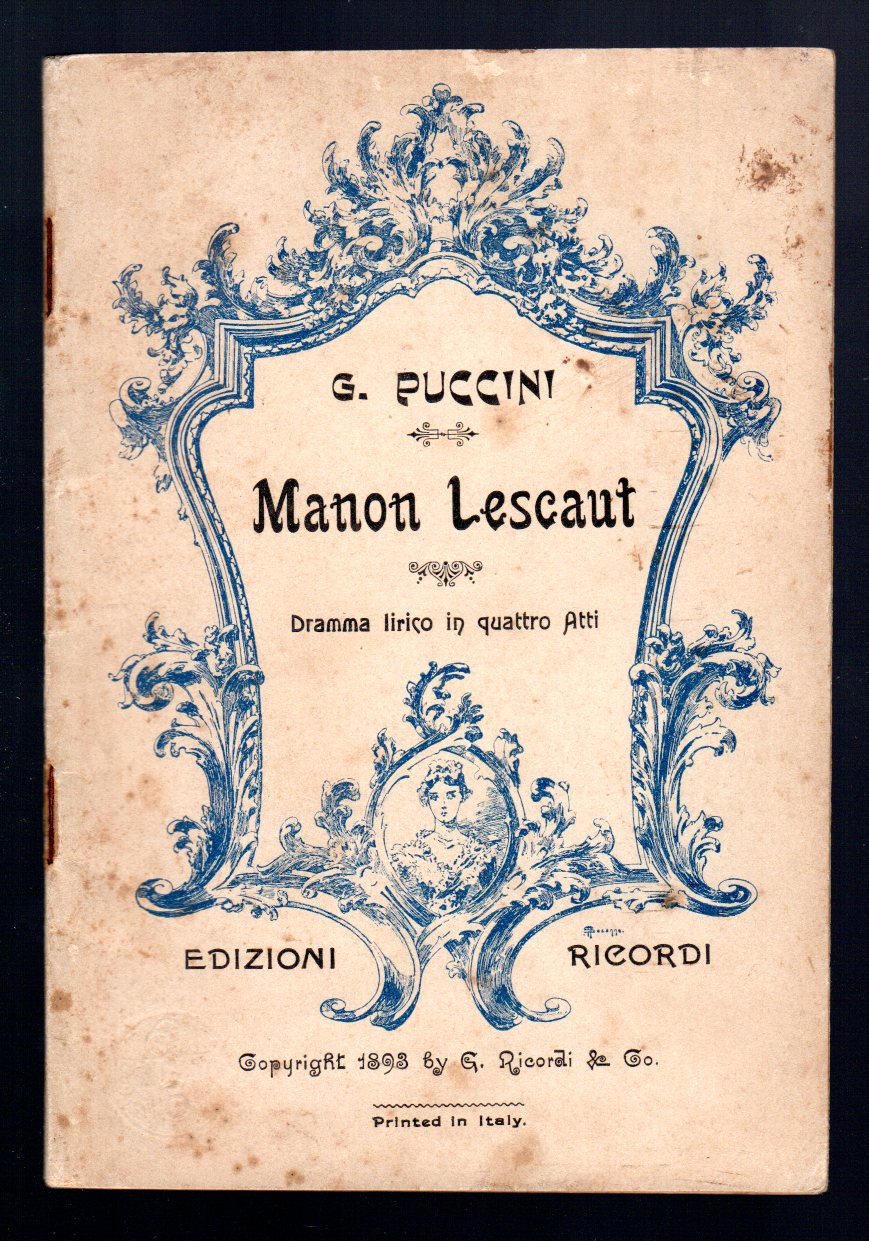 G. PUCCINI
Manon Lescaut
Dramma lirico in quattro Atti
EDIZIONI RICORDI
Copyright 1893 by G. Ricordi & Co.
Printed in Italy.